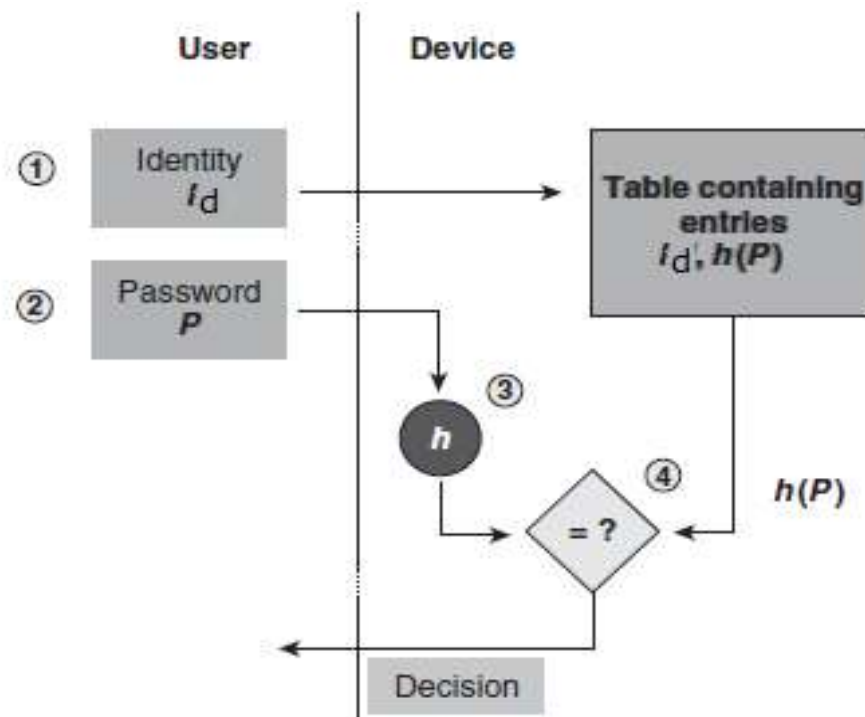 User
Device
①
Identity
Id
Table containing
entries
Id', h(P)
②
Password
P
③
h
④
= ?
h(P)
Decision